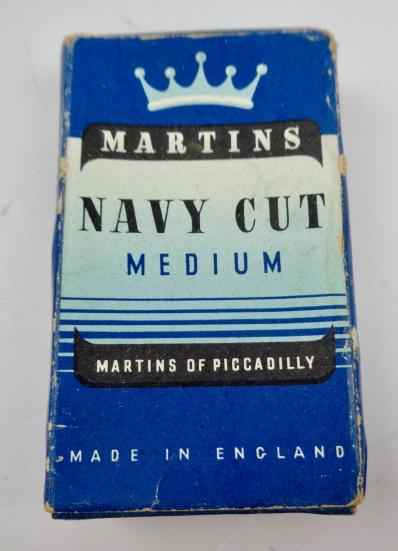 MARTINS
NAVY CUT
MEDIUM
MARTINS OF PICCADILLY
MADE IN ENGLAND